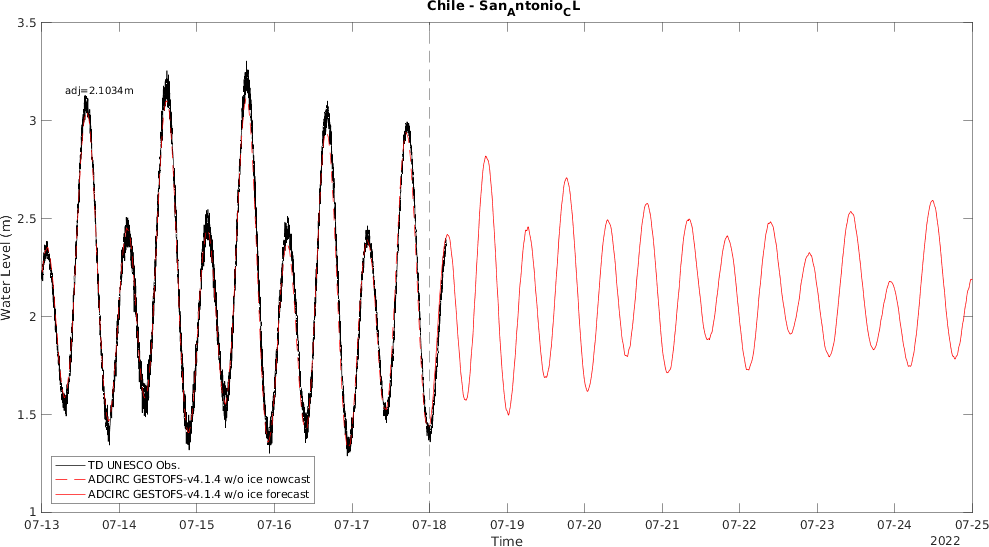 Chile - SanAntonioCL
adj=2.1034m
3.5
3
2.5
2
1.5
1
Water Level (m)
TD UNESCO Obs.
ADCIRC GESTOFS-v4.1.4 w/o ice nowcast
ADCIRC GESTOFS-v4.1.4 w/o ice forecast
07-13 07-14 07-15 07-16 07-17 07-18 07-19 07-20 07-21 07-22 07-23 07-24 07-25
Time
2022